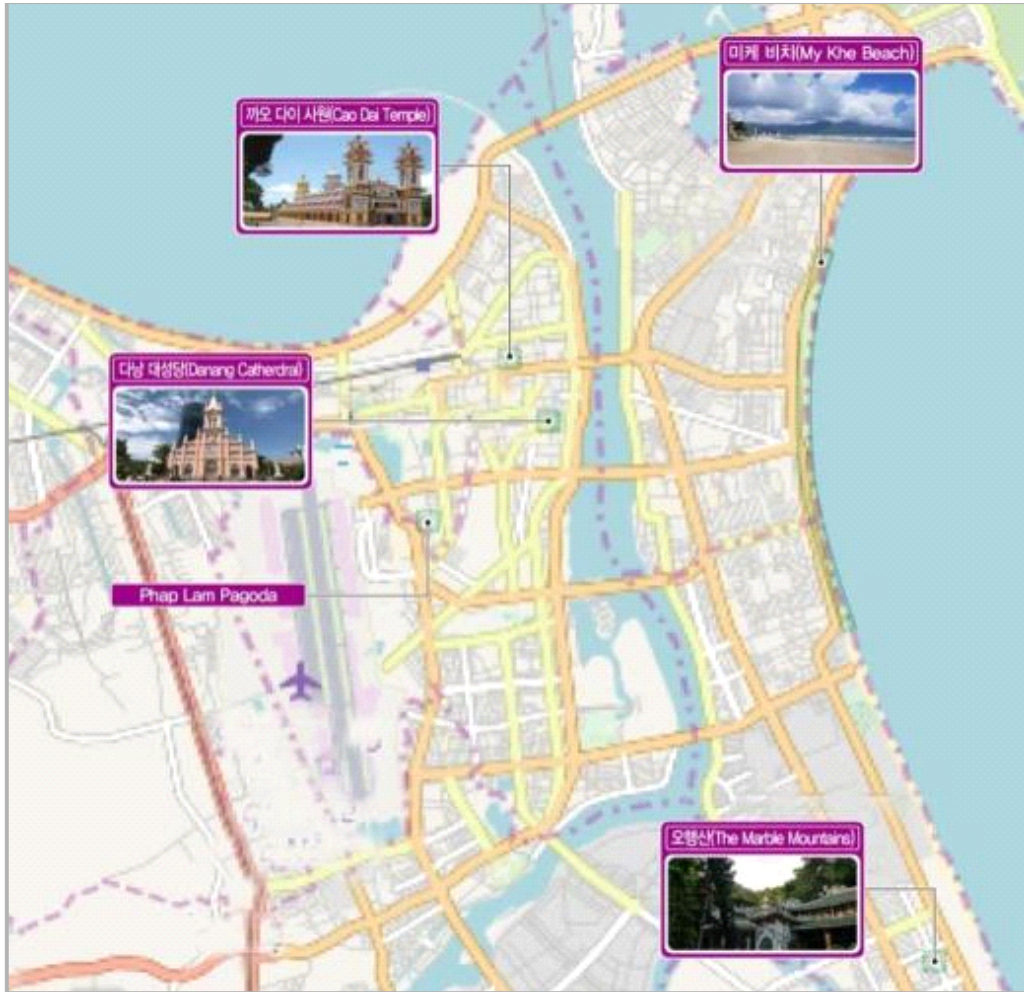 미케 비치(My Khe Beach)
까오 다이 사원(Cao Dai Temple)
다낭 대성당(Danang Catherdral)
Phap Lam Pagoda
오행산(The Marble Mountains)